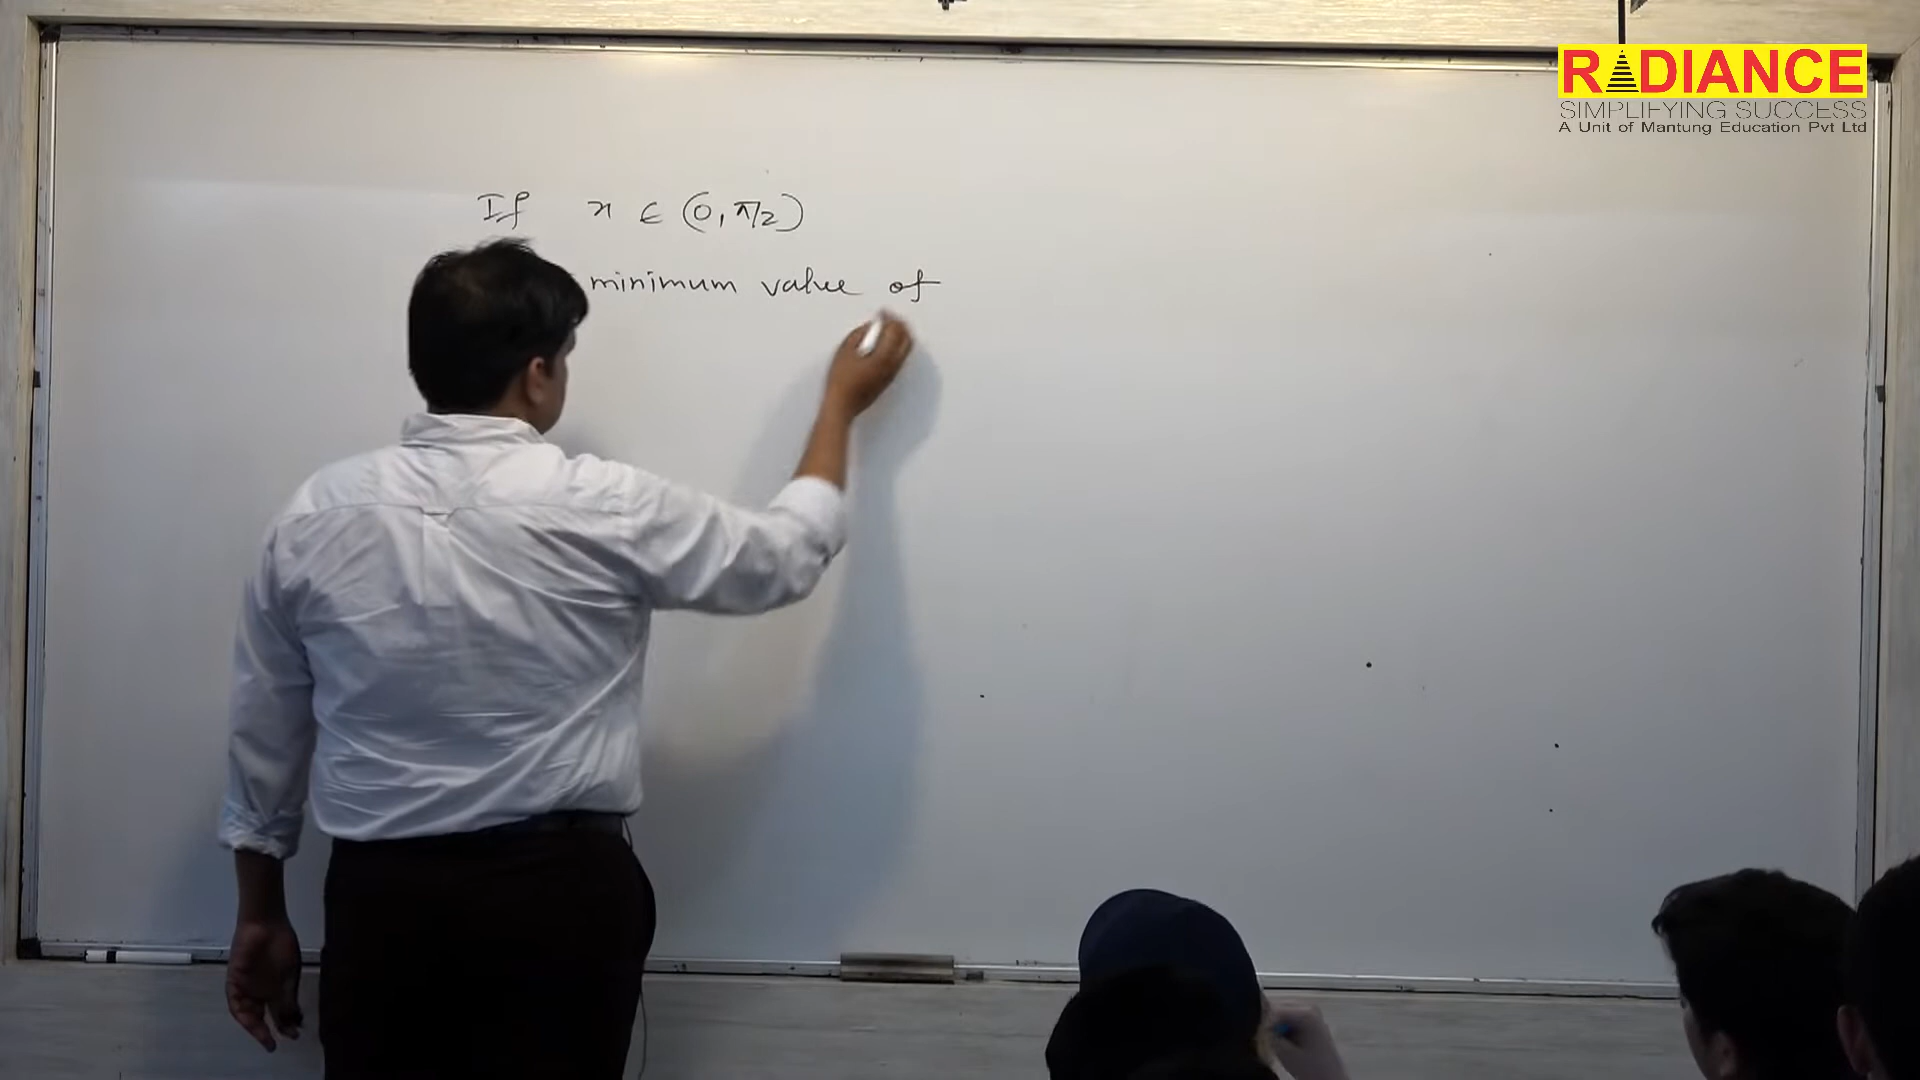 RADIANCE
SIMPLIFYING SUCCESS
A Unit of Mantung Education Pvt Ltd
If x ∈ (0, π/2)
minimum value of